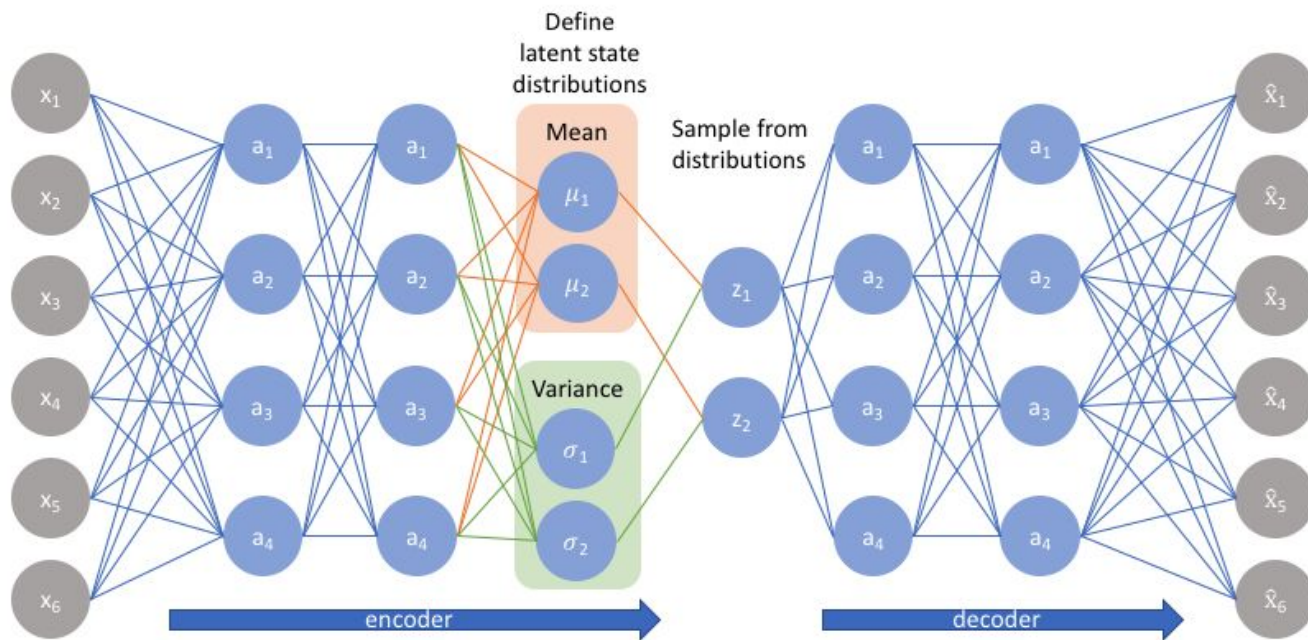 Define
latent state
distributions
Mean
Sample from
distributions
Variance
x₁
x₂
x₃
x₄
x₅
x₆
a₁
a₂
a₃
a₄
a₁
a₂
a₃
a₄
μ₁
μ₂
σ₁
σ₂
z₁
z₂
a₁
a₂
a₃
a₄
a₁
a₂
a₃
a₄
x̂₁
x̂₂
x̂₃
x̂₄
x̂₅
x̂₆
encoder
decoder